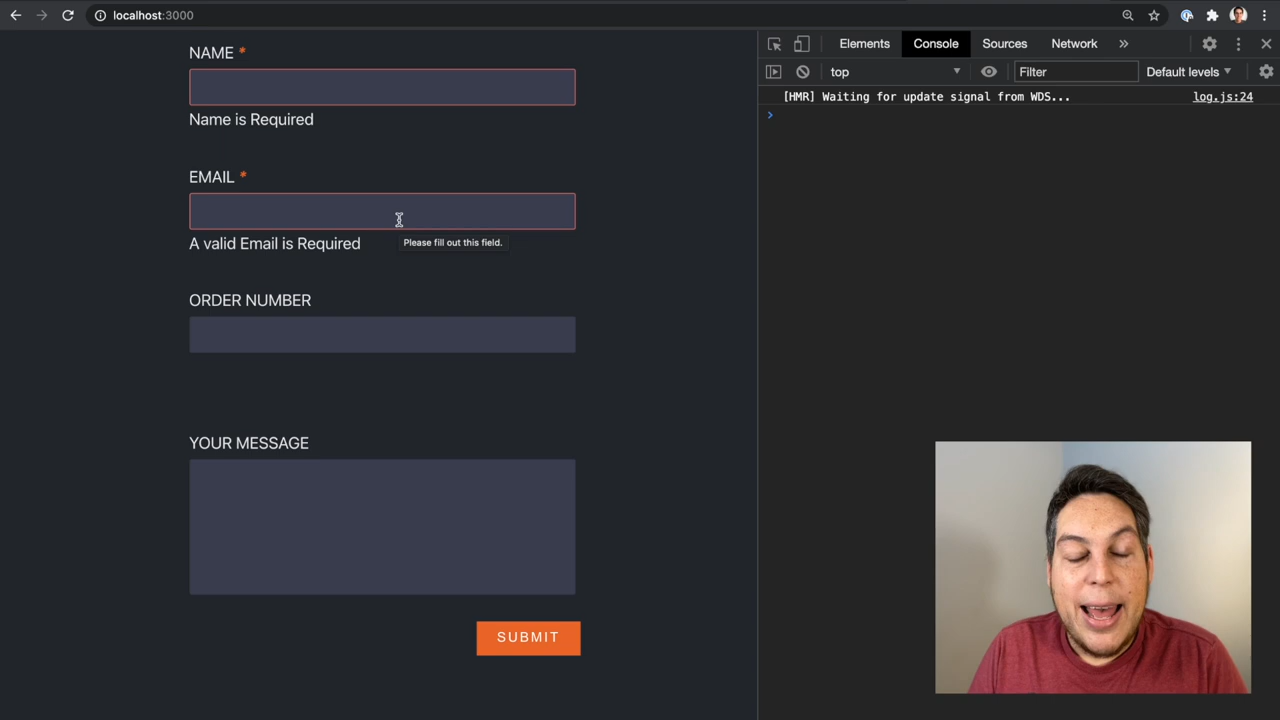 localhost:3000
NAME *
Name is Required
EMAIL *
A valid Email is Required
Please fill out this field.
ORDER NUMBER
YOUR MESSAGE
SUBMIT
Elements Console Sources Network »
top Filter Default levels
[HMR] Waiting for update signal from WDS... log.js:24